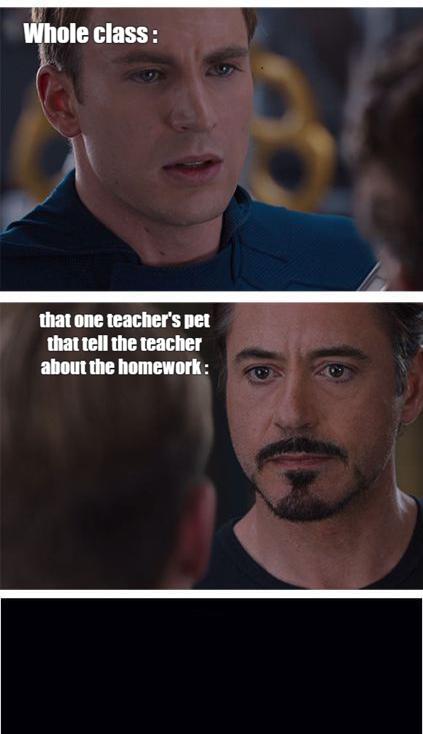 Whole class :
that one teacher's pet
that tell the teacher
about the homework :